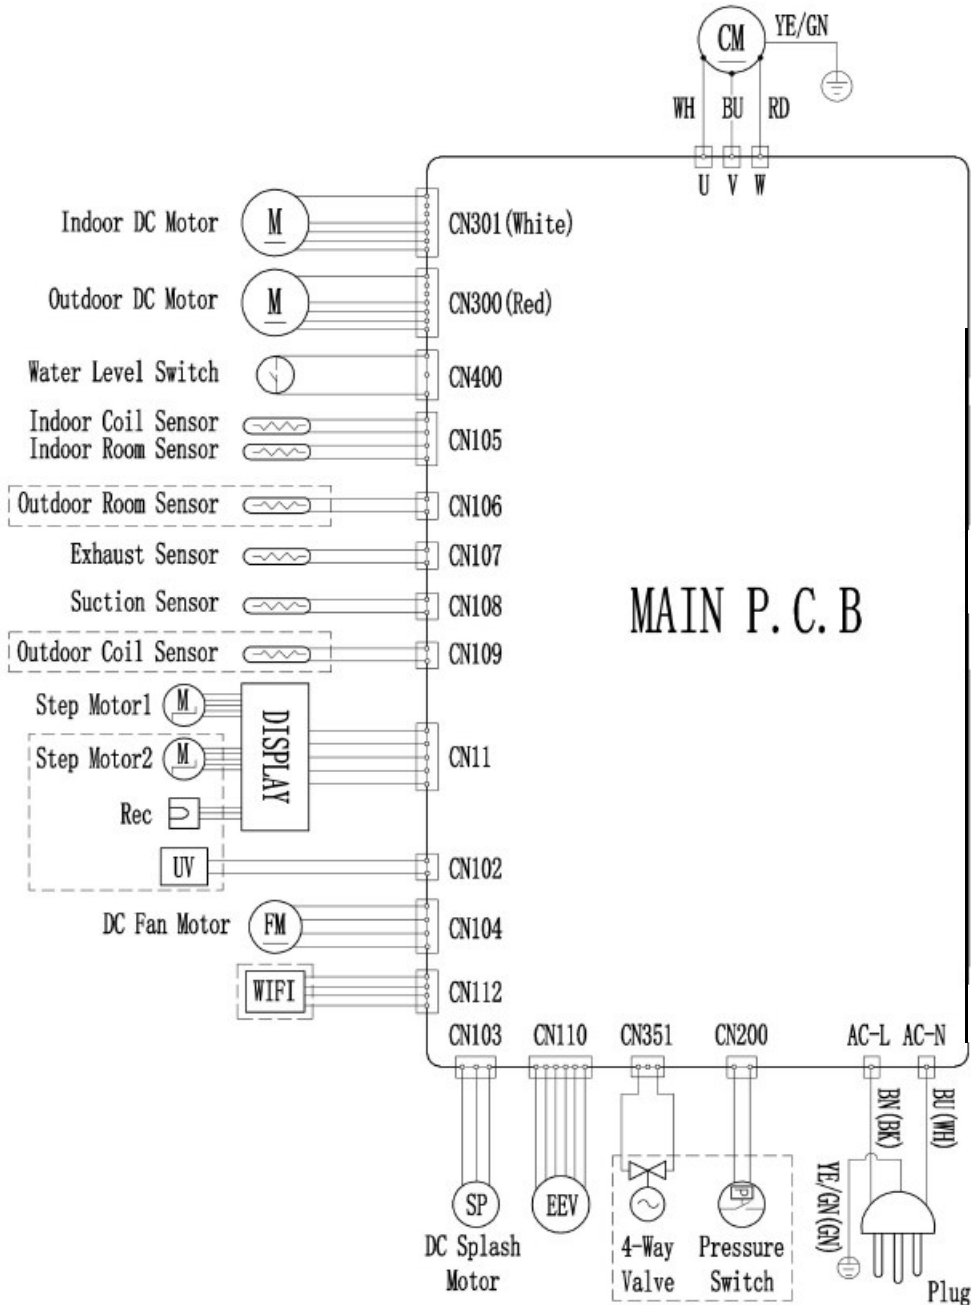 CM
YE/GN
WH
BU
RD
U
V
W
Indoor DC Motor
M
CN301(White)
Outdoor DC Motor
M
CN300(Red)
Water Level Switch
CN400
Indoor Coil Sensor
Indoor Room Sensor
CN105
Outdoor Room Sensor
CN106
Exhaust Sensor
CN107
Suction Sensor
CN108
MAIN P.C.B
Outdoor Coil Sensor
CN109
Step Motor1
M
DISPLAY
Step Motor2
M
CN11
Rec
UV
CN102
DC Fan Motor
FM
CN104
WIFI
CN112
CN103
CN110
CN351
CN200
AC-L
AC-N
BN(BK)
BU(WH)
YE/GN(GN)
SP
EEV
P
DC Splash
Motor
4-Way
Valve
Pressure
Switch
Plug